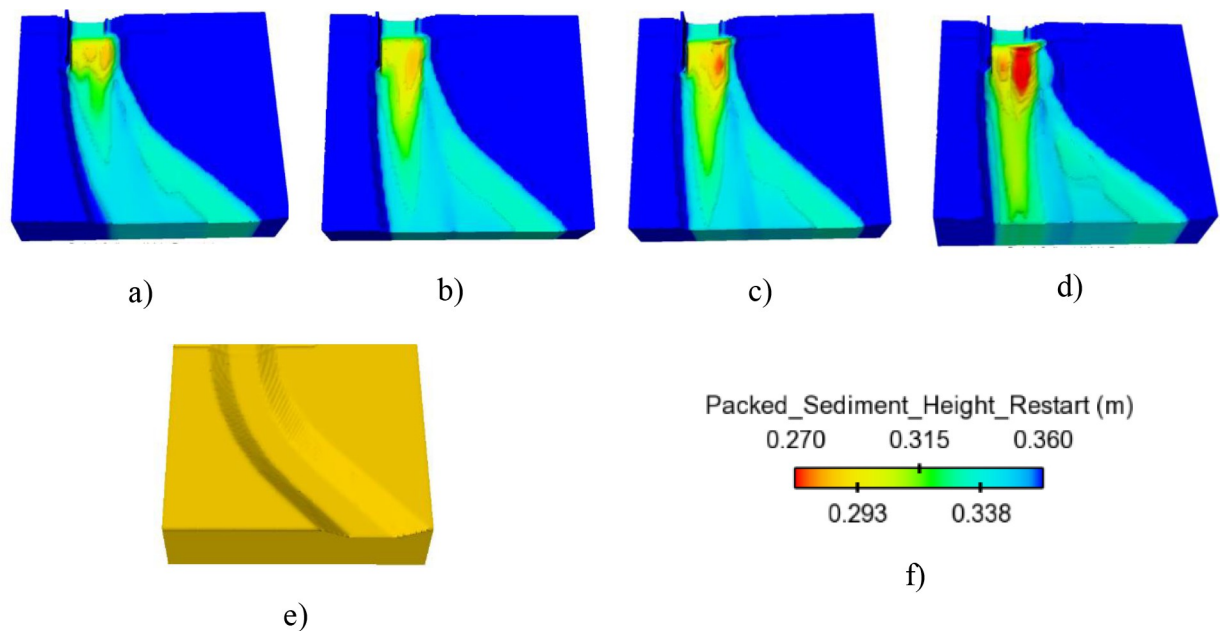 a)
b)
c)
d)
e)
Packed_Sediment_Height_Restart (m)
0.270 0.315 0.360
0.293 0.338
f)